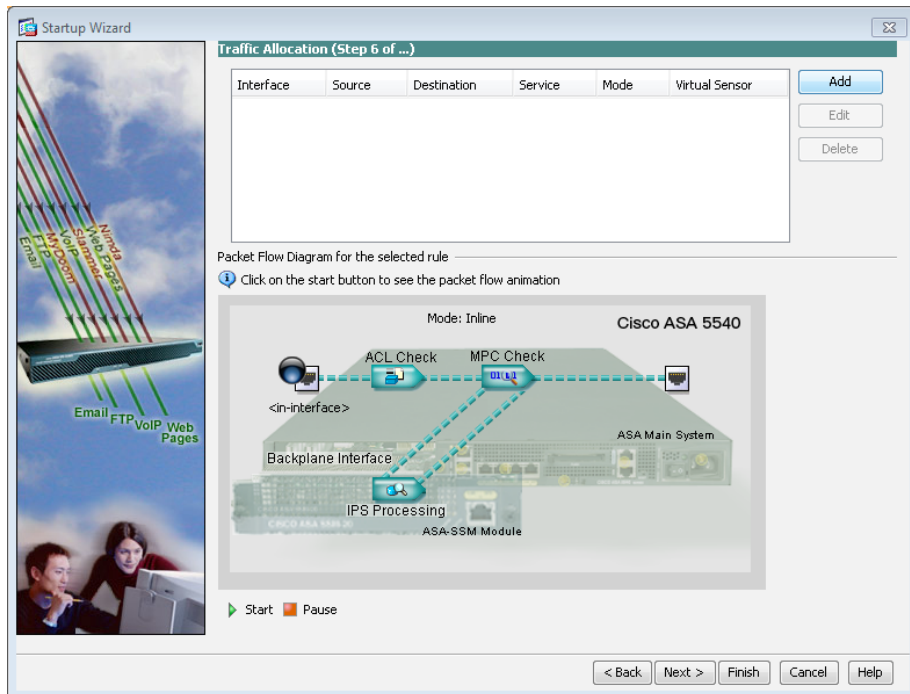 Startup Wizard
Traffic Allocation (Step 6 of ...)
Interface Source Destination Service Mode Virtual Sensor
Add
Edit
Delete
Nimda
Web Pages
Slammer
VoIP
MyDoom
FTP
Email
Email FTP VoIP Web Pages
Packet Flow Diagram for the selected rule
Click on the start button to see the packet flow animation
Mode: Inline
Cisco ASA 5540
ACL Check MPC Check
<in-interface>
ASA Main System
Backplane Interface
IPS Processing
ASA-SSM Module
Start Pause
< Back Next > Finish Cancel Help